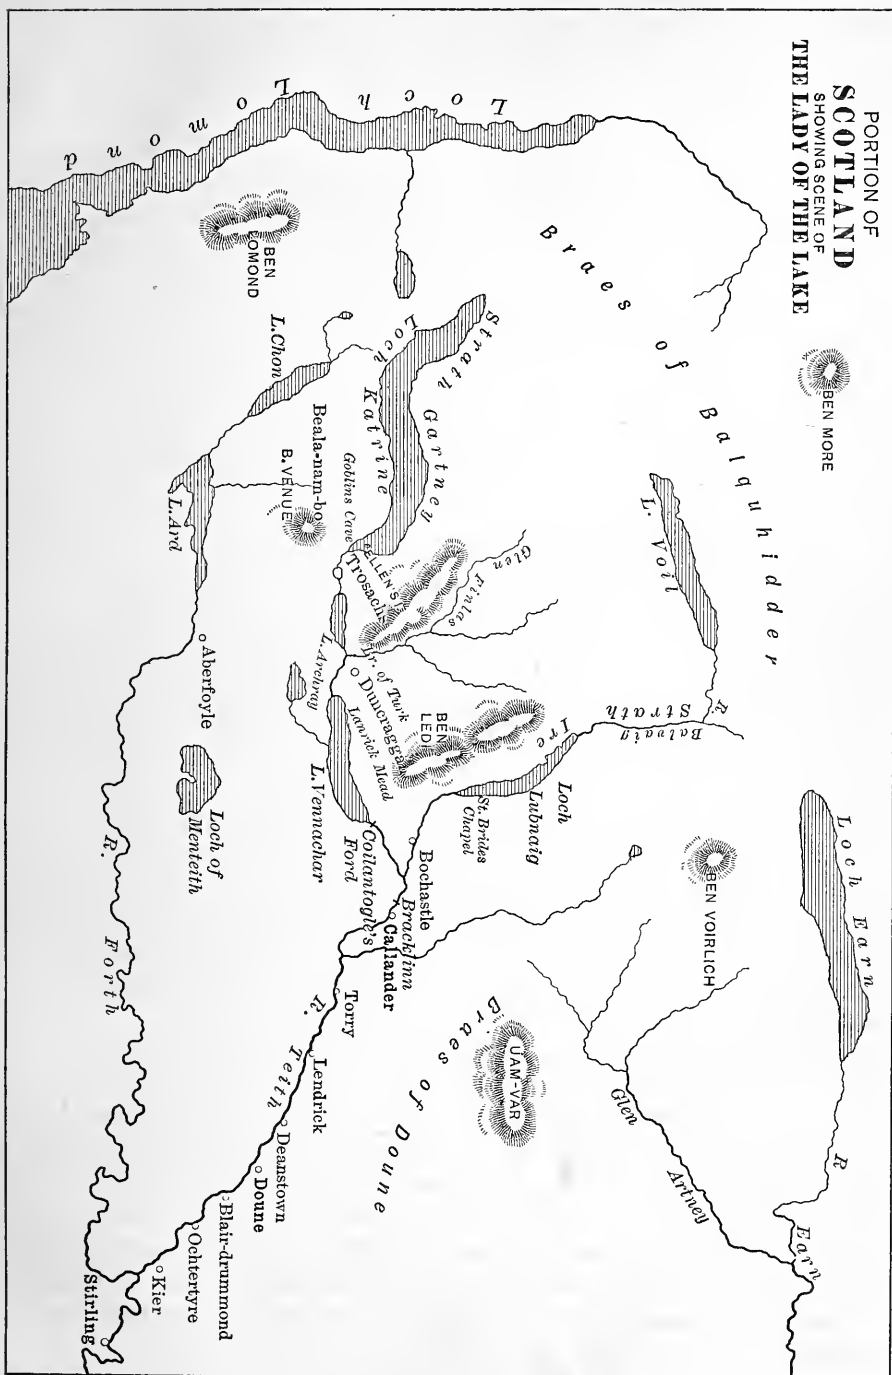 PORTION OF
SCOTLAND
SHOWING SCENE OF
THE LADY OF THE LAKE
BEN MORE
Braes of Balquhidder
L. Voil
Loch Earn
R Earn
BEN VOIRLICH
R.
Balvaig
Strath
Ire
Loch
Lubnaig
St. Brides
Chapel
Glen
Artney
UAM-VAR
Braes of Doune
Loch Lomond
BEN
LOMOND
Strath
Gartney
Loch
Katrine
L. Chon
Beala-nam-bo
Goblins Cave
B. VENUE
ELLEN'S I.
Trosachs
Glen
Finlas
L. Ard
L. Archray
Br. of Turk
Duncraggan
Lanrick Mead
BEN
LEDI
L. Vennachar
Coilantogle's
Ford
Bochastle
Bracklinn
Callander
Torry
R. Teith
Lendrick
Deanstown
Doune
Blair-drummond
Ochtertyre
Kier
Stirling
Aberfoyle
Loch of
Menteith
R. Forth